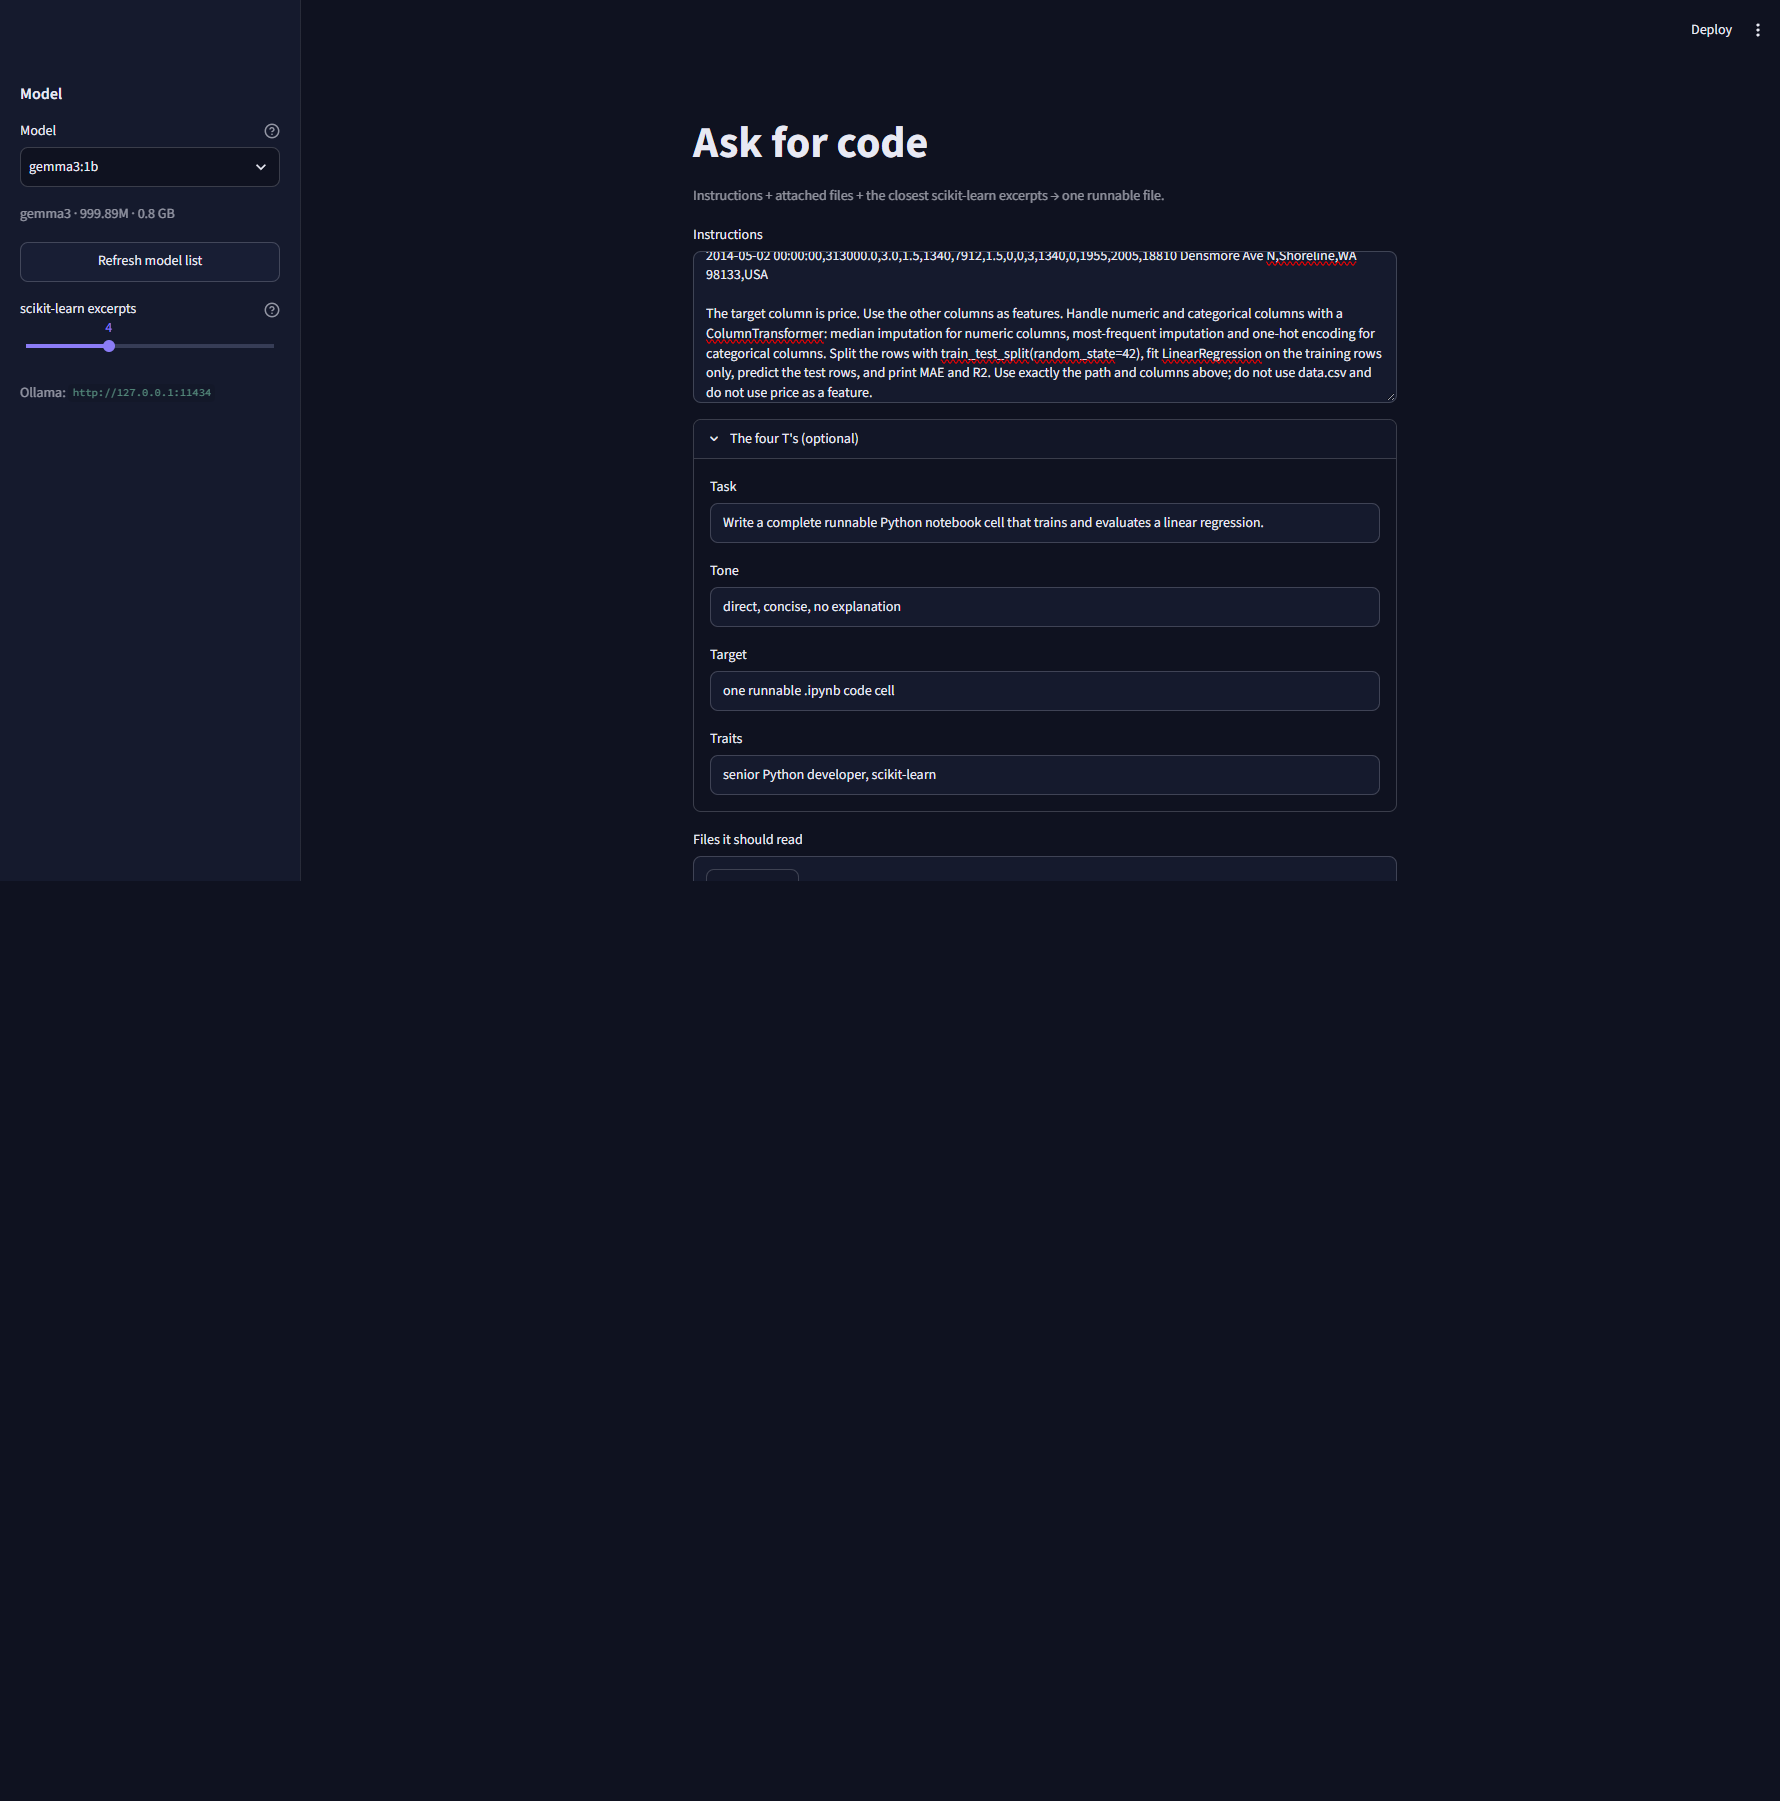 Deploy
Model
Model
gemma3:1b
gemma3 · 999.89M · 0.8 GB
Refresh model list
scikit-learn excerpts
4
Ollama: http://127.0.0.1:11434
Ask for code
Instructions + attached files + the closest scikit-learn excerpts → one runnable file.
Instructions
2014-05-02 00:00:00,313000.0,3.0,1.5,1340,7912,1.5,0,0,3,1340,0,1955,2005,18810 Densmore Ave N,Shoreline,WA
98133,USA
The target column is price. Use the other columns as features. Handle numeric and categorical columns with a
ColumnTransformer: median imputation for numeric columns, most-frequent imputation and one-hot encoding for
categorical columns. Split the rows with train_test_split(random_state=42), fit LinearRegression on the training rows
only, predict the test rows, and print MAE and R2. Use exactly the path and columns above; do not use data.csv and
do not use price as a feature.
The four T's (optional)
Task
Write a complete runnable Python notebook cell that trains and evaluates a linear regression.
Tone
direct, concise, no explanation
Target
one runnable .ipynb code cell
Traits
senior Python developer, scikit-learn
Files it should read